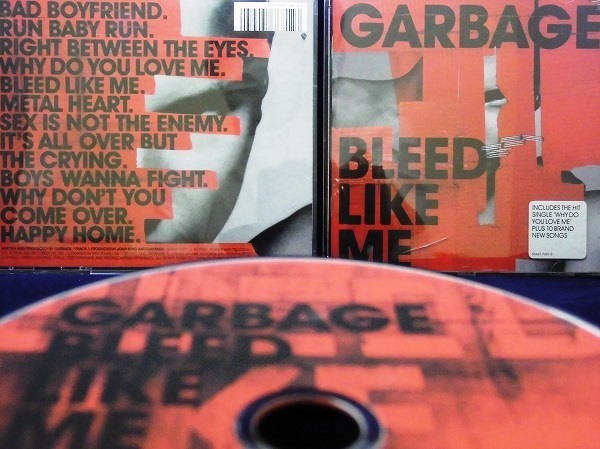 BAD BOYFRIEND.
RUN BABY RUN.
RIGHT BETWEEN THE EYES.
WHY DO YOU LOVE ME.
BLEED LIKE ME.
METAL HEART.
SEX IS NOT THE ENEMY.
IT'S ALL OVER BUT
THE CRYING.
BOYS WANNA FIGHT.
WHY DON'T YOU
COME OVER.
HAPPY HOME.
GARBAGE
BLEED
LIKE
ME
INCLUDES THE HIT
SINGLE 'WHY DO
YOU LOVE ME'
PLUS 10 BRAND
NEW SONGS
GARBAGE
BLEED
LIKE
ME